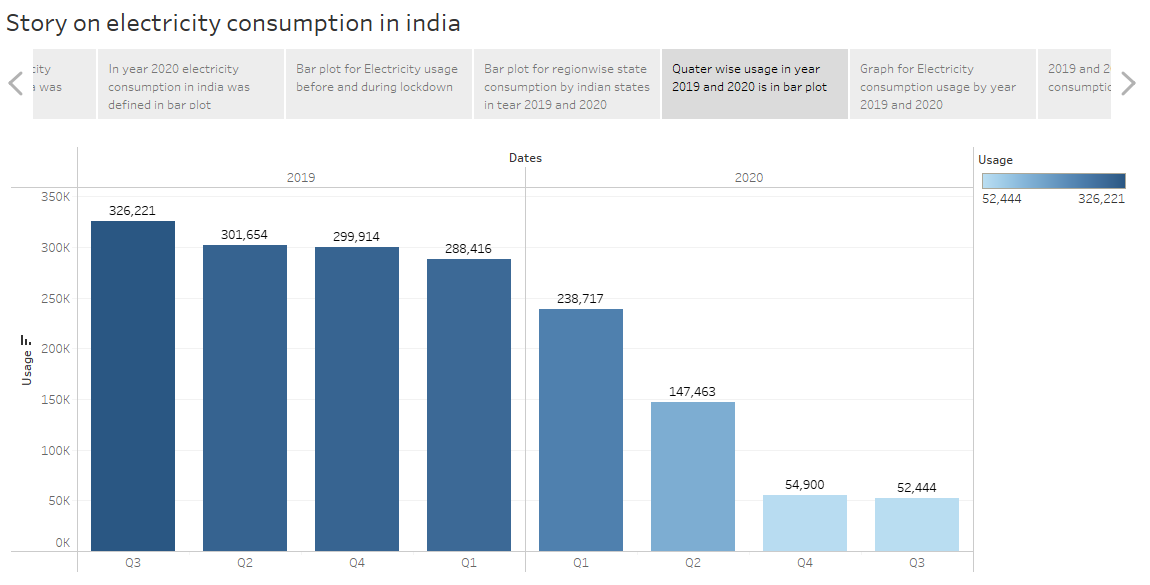 Story on electricity consumption in india
In year 2020 electricity
consumption in india was
defined in bar plot
Bar plot for Electricity usage
before and during lockdown
Bar plot for regionwise state
consumption by indian states
in tear 2019 and 2020
Quater wise usage in year
2019 and 2020 is in bar plot
Graph for Electricity
consumption usage by year
2019 and 2020
2019 and
was
Dates
2019
2020
Usage
52,444
326,221
350K
300K
250K
200K
150K
100K
50K
0K
Usage
326,221
301,654
299,914
288,416
238,717
147,463
54,900
52,444
Q3
Q2
Q4
Q1
Q1
Q2
Q4
Q3